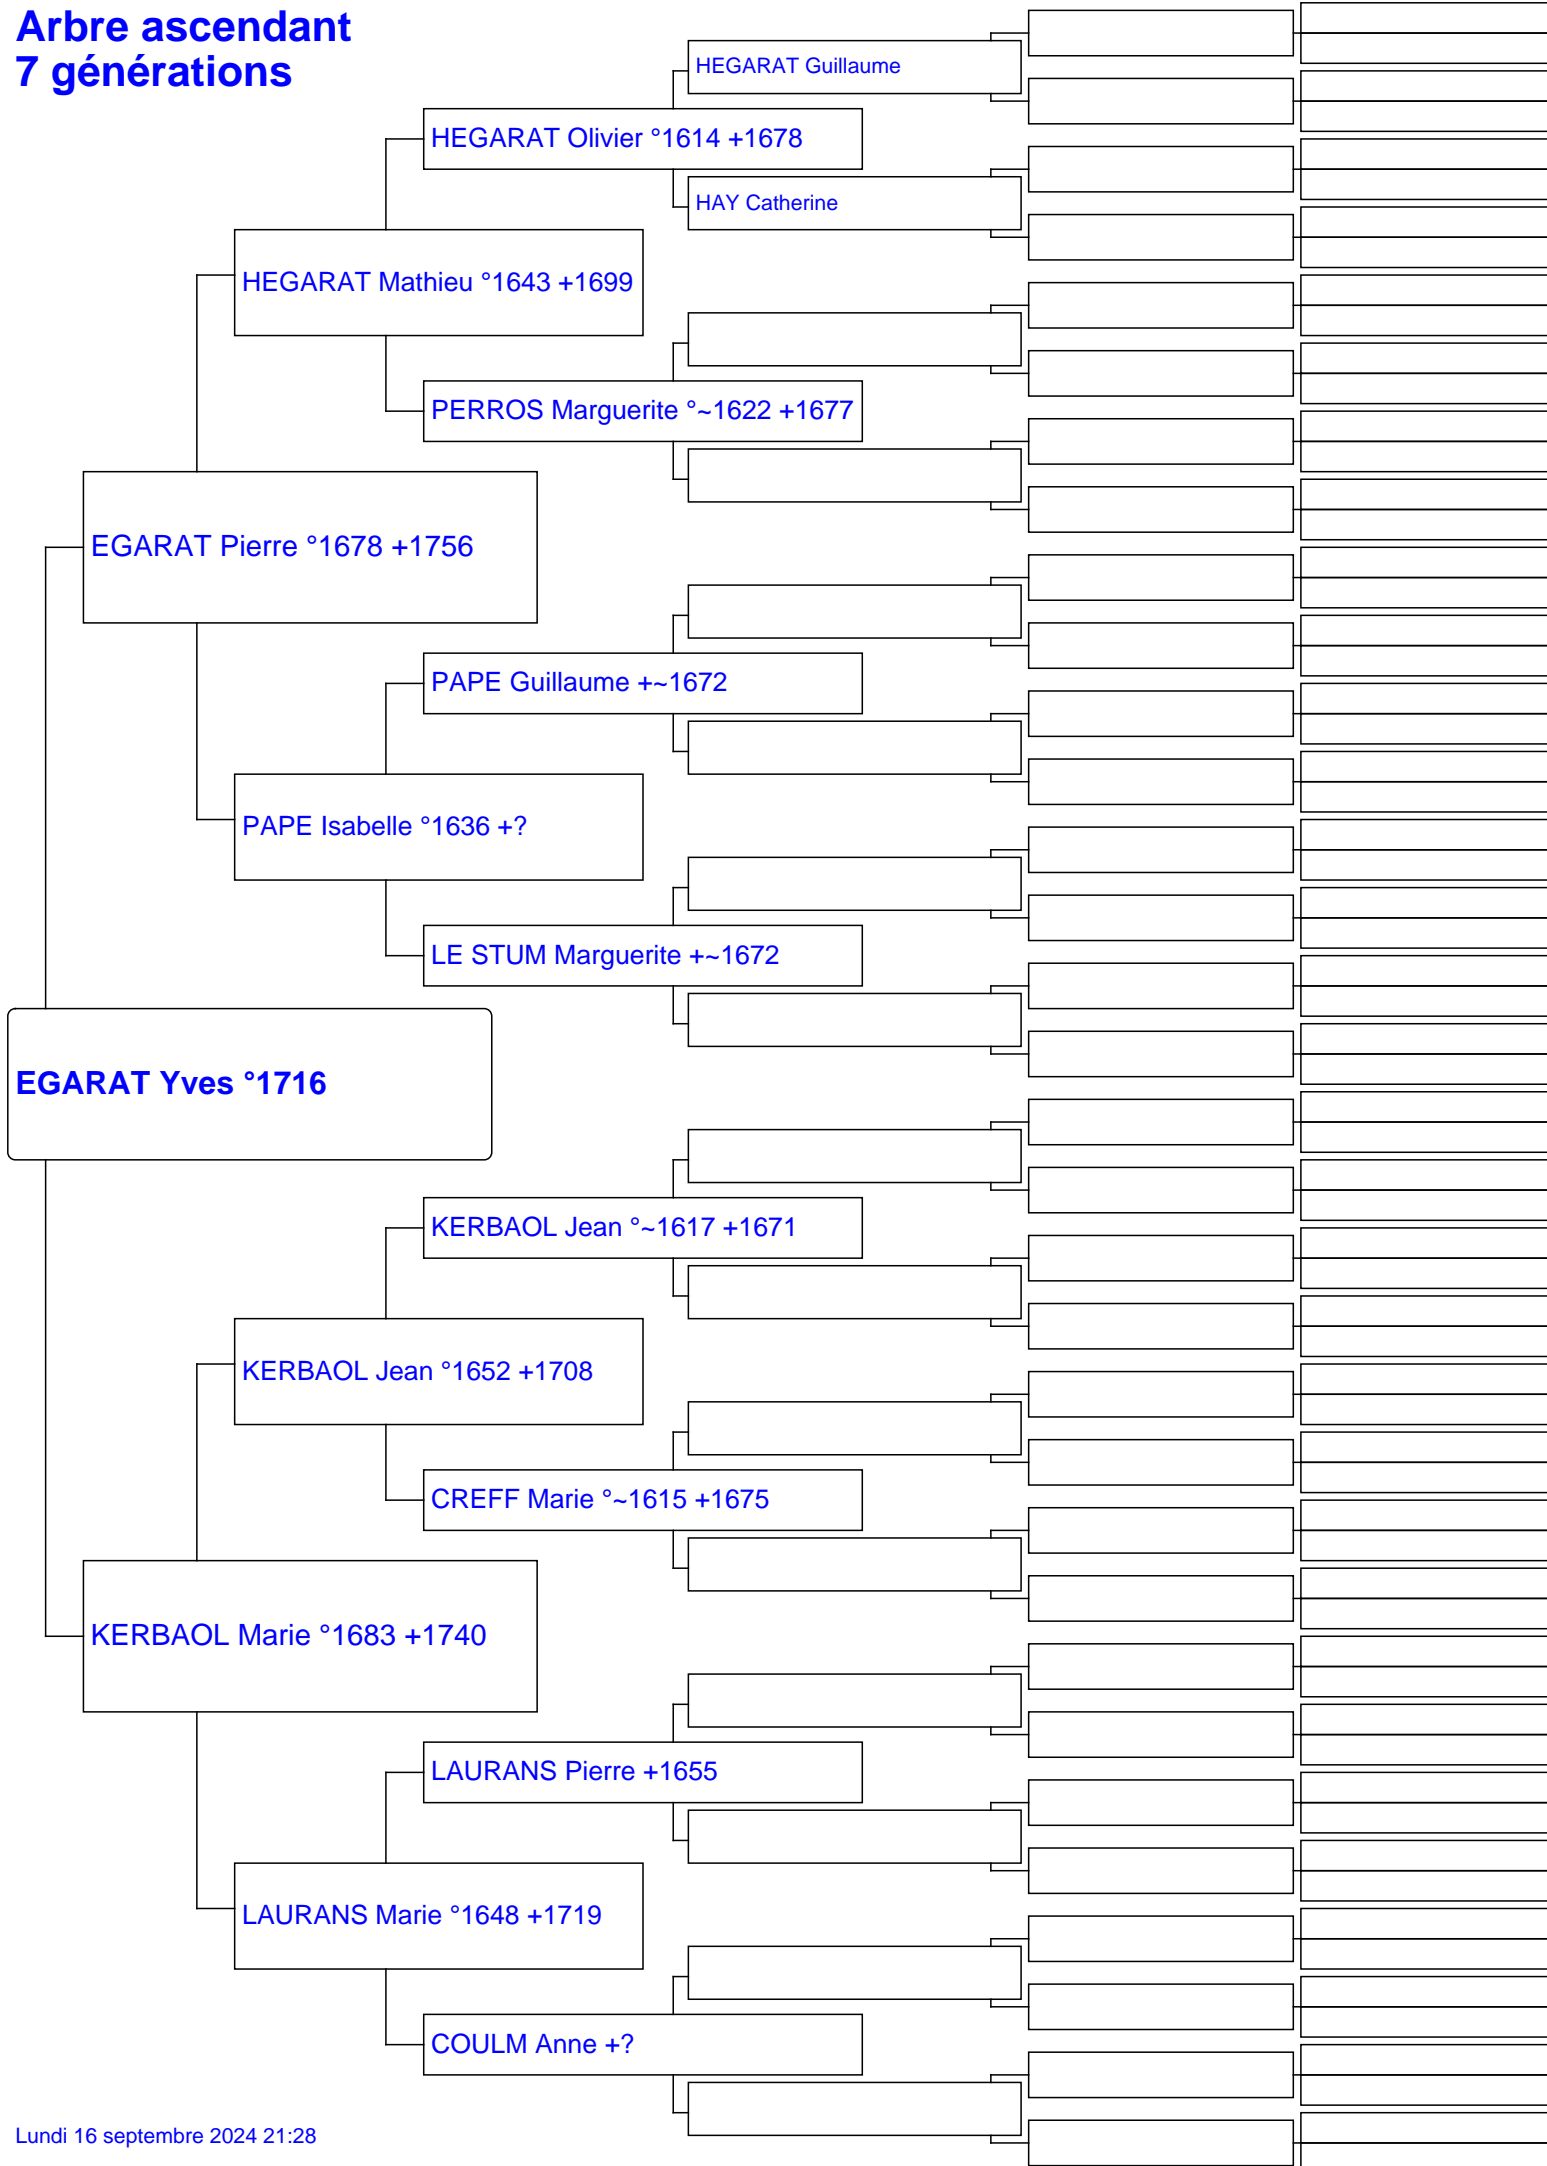 Arbre ascendant
7 générations
HEGARAT Guillaume
HEGARAT Olivier °1614 +1678
HAY Catherine
HEGARAT Mathieu °1643 +1699
PERROS Marguerite °~1622 +1677
EGARAT Pierre °1678 +1756
PAPE Guillaume +~1672
PAPE Isabelle °1636 +?
LE STUM Marguerite +~1672
EGARAT Yves °1716
KERBAOL Jean °~1617 +1671
KERBAOL Jean °1652 +1708
CREFF Marie °~1615 +1675
KERBAOL Marie °1683 +1740
LAURANS Pierre +1655
LAURANS Marie °1648 +1719
COULM Anne +?
Lundi 16 septembre 2024 21:28